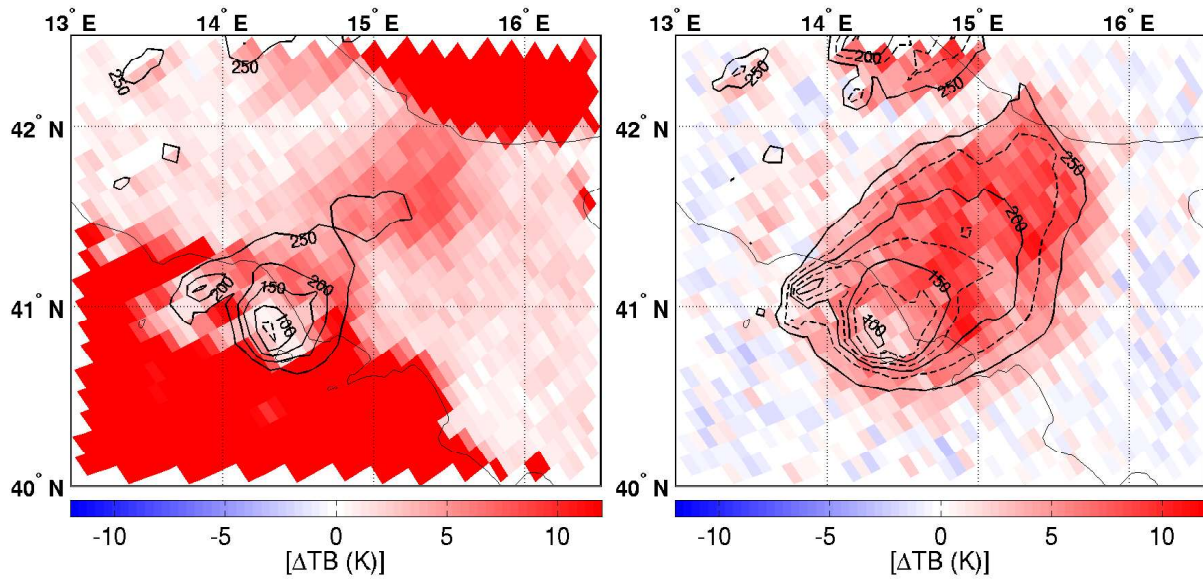 13° E 14° E 15° E 16° E 13° E 14° E 15° E 16° E
250 250 200 250 250
42° N 42° N
250 200
250 200 150 200 150
41° N 41° N
100 100
40° N 40° N
-10 -5 0 5 10 -10 -5 0 5 10
[ΔTB (K)] [ΔTB (K)]